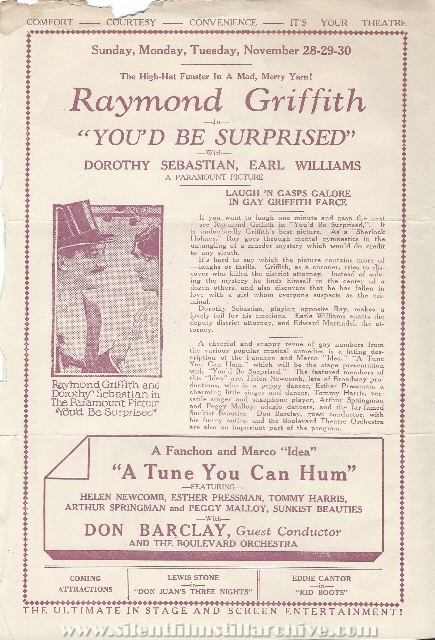 COMFORT — COURTESY — CONVENIENCE — IT'S YOUR THEATRE
Sunday, Monday, Tuesday, November 28-29-30
The High-Hat Funster In A Mad, Merry Yarn!
Raymond Griffith
—In—
"YOU'D BE SURPRISED"
—With—
DOROTHY SEBASTIAN, EARL WILLIAMS
A PARAMOUNT PICTURE
LAUGH 'N GASPS GALORE
IN GAY GRIFFITH FARCE
If you want to laugh one minute and gasp the next
see Raymond Griffith in "You'd Be Surprised." It
is undoubtedly Griffith's best picture. As a "Sherlock
Holmes," Ray goes through mental gymnastics in the
untangling of a murder mystery which would do credit
to any sleuth.
It's hard to say which the picture contains more of
—laughs or thrills. Griffith, as a coroner, tries to dis-
cover who killed the district attorney. Instead of solv-
ing the mystery he finds himself in the center of a
dozen others, and also discovers that he has fallen in
love with a girl whom everyone suspects as the crim-
inal.
Dorothy Sebastian, playing opposite Ray, makes a
lovely foil for his emotions. Earle Williams enacts the
deputy district attorney, and Edward Martindel, the at-
torney.
A cheerful and snappy revue of gay numbers from
the various popular musical comedies is a fitting des-
cription of the Fanchon and Marco "Idea." "A Tune
You Can Hum," which will be the stage presentation
with "You'd Be Surprised." The featured members of
this "Idea" are: Helen Newcomb, late of Broadway pro-
ductions, who is a peppy dancer, Esther Pressman, a
charming little singer and dancer, Tommy Harris, ver-
satile singer and saxophone player, Arthur Springman
and Peggy Malloy, adagio dancers, and the far-famed
Sunkist Beauties. Don Barclay, guest conductor, with
his funny antics, and the Boulevard Theatre Orchestra
are also an important part of the program.
Raymond Griffith and
Dorothy Sebastian in
The Paramount Picture
"You'd Be Surprised"
A Fanchon and Marco "Idea"
"A Tune You Can Hum"
—FEATURING—
HELEN NEWCOMB, ESTHER PRESSMAN, TOMMY HARRIS,
ARTHUR SPRINGMAN and PEGGY MALLOY, SUNKIST BEAUTIES
—With—
DON BARCLAY, Guest Conductor
AND THE BOULEVARD ORCHESTRA
COMING
ATTRACTIONS
LEWIS STONE
—in—
"DON JUAN'S THREE NIGHTS"
EDDIE CANTOR
—in—
"KID BOOTS"
THE ULTIMATE IN STAGE AND SCREEN ENTERTAINMENT!
www.silentfilmstillarchive.com